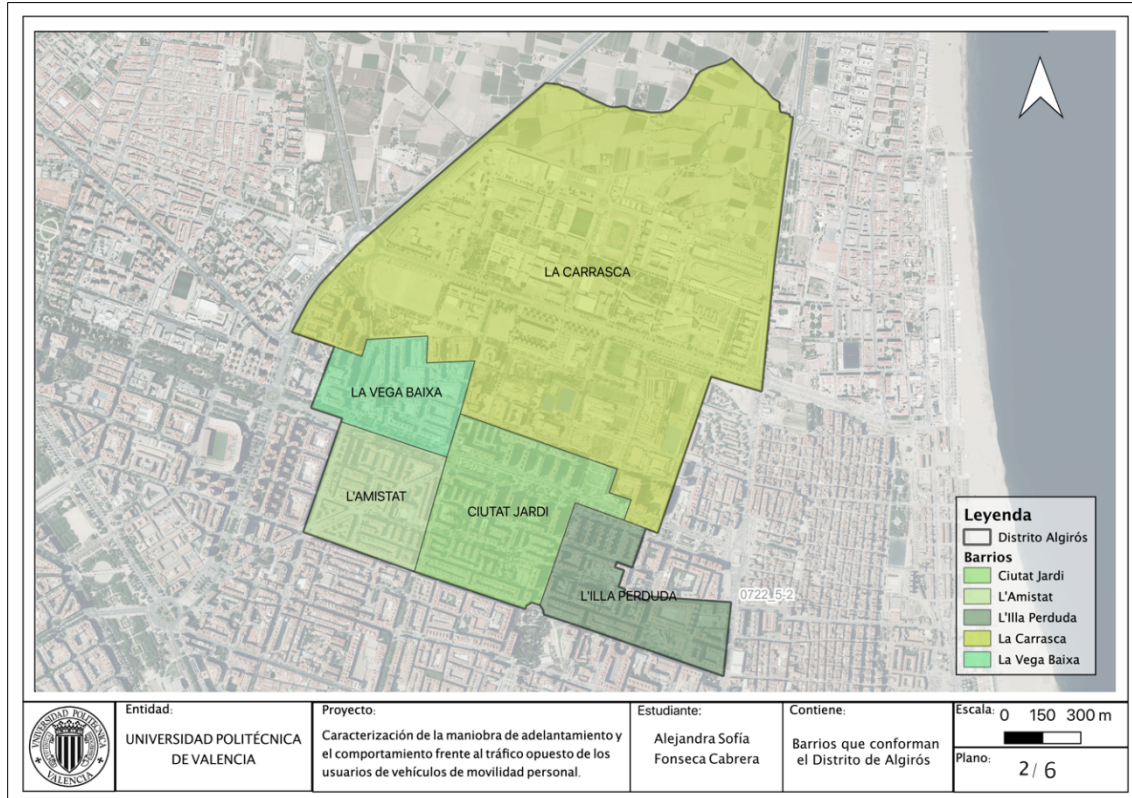 LA CARRASCA
LA VEGA BAIXA
L'AMISTAT
CIUTAT JARDI
L'ILLA PERDUDA
0722_5-2
Leyenda
Distrito Algirós
Barrios
Ciutat Jardi
L'Amistat
L'Illa Perduda
La Carrasca
La Vega Baixa
UNIVERSIDAD POLITÉCNICA
VALENCIA
Entidad:
UNIVERSIDAD POLITÉCNICA
DE VALENCIA
Proyecto:
Caracterización de la maniobra de adelantamiento y
el comportamiento frente al tráfico opuesto de los
usuarios de vehículos de movilidad personal.
Estudiante:
Alejandra Sofía
Fonseca Cabrera
Contiene:
Barrios que conforman
el Distrito de Algirós
Escala: 0 150 300 m
Plano:
2/ 6